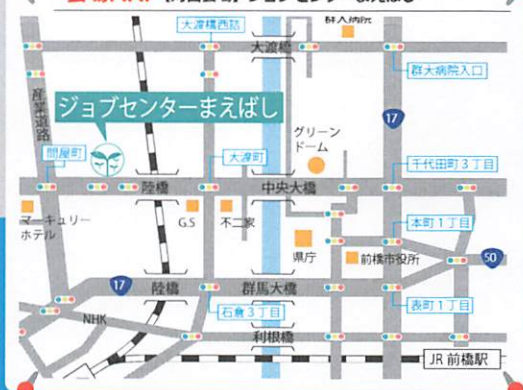 群大病院
大渡橋西詰
大渡橋
群大病院入口
産業道路
ジョブセンターまえばし
17
グリーン
ドーム
問屋町
大渡町
千代田町3丁目
陸橋
中央大橋
マーキュリー
ホテル
G.S
不二家
本町1丁目
県庁
前橋市役所
50
17
陸橋
群馬大橋
NHK
石倉3丁目
表町1丁目
利根橋
JR 前橋駅